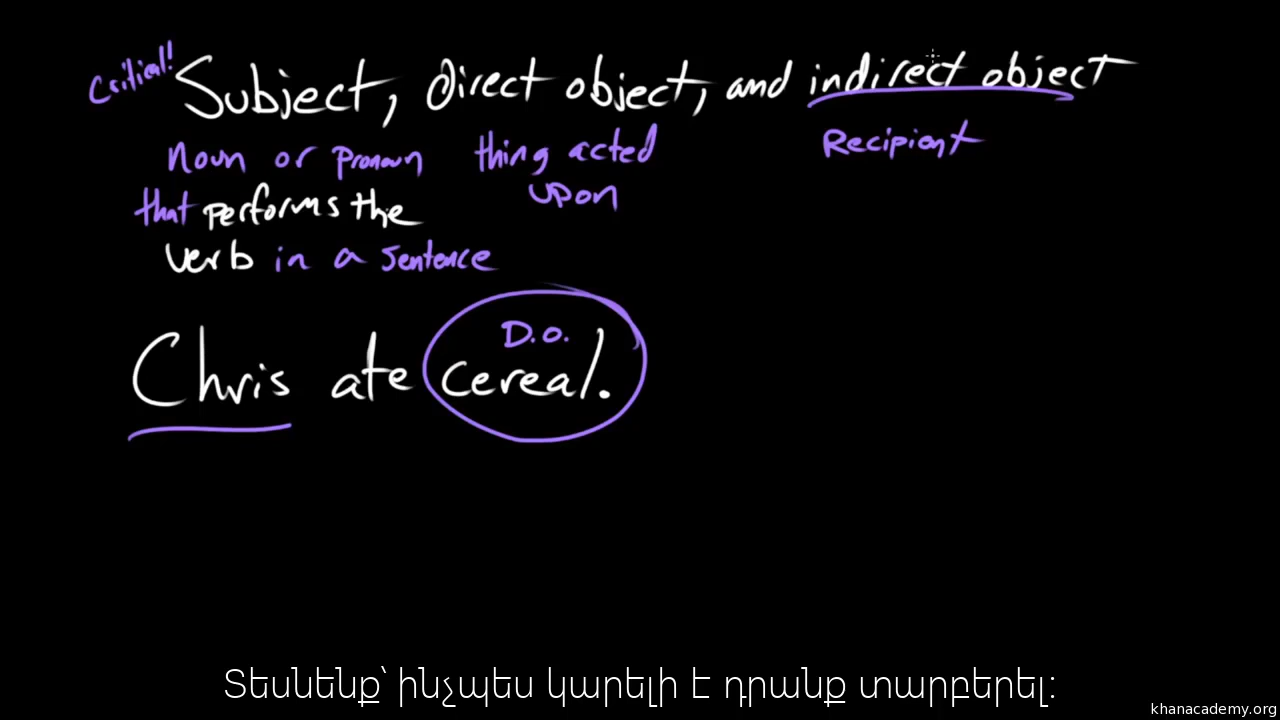 Critical! Subject, direct object, and indirect object
noun or pronoun thing acted Recipient
that performs the upon
verb in a sentence
D.O.
Chris ate cereal.
Տեսնենք՝ ինչպես կարելի է դրանք տարբերել:
khanacademy.org